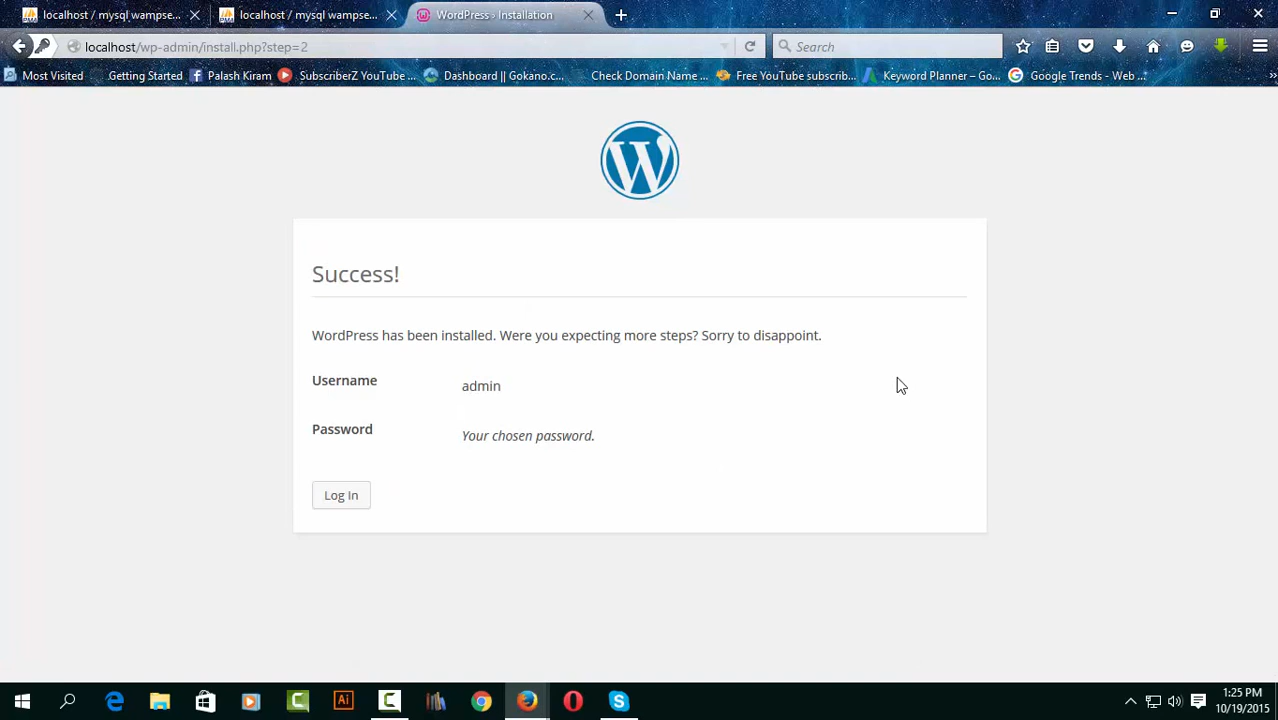 localhost / mysql wampse...
localhost / mysql wampse...
WordPress › Installation
localhost/wp-admin/install.php?step=2
Search
Most Visited
Getting Started
Palash Kiram
SubscriberZ YouTube ...
Dashboard || Gokano.c...
Check Domain Name ...
Free YouTube subscrib...
Keyword Planner – Go...
Google Trends - Web ...
Success!
WordPress has been installed. Were you expecting more steps? Sorry to disappoint.
Username
admin
Password
Your chosen password.
Log In
1:25 PM
10/19/2015